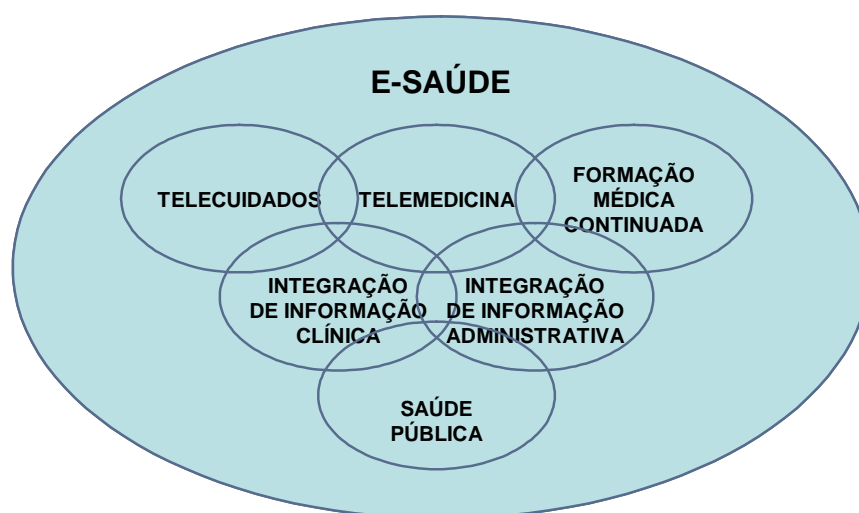 E-SAÚDE
TELECUIDADOS
TELEMEDICINA
FORMAÇÃO
MÉDICA
CONTINUADA
INTEGRAÇÃO
DE INFORMAÇÃO
CLÍNICA
INTEGRAÇÃO
DE INFORMAÇÃO
ADMINISTRATIVA
SAÚDE
PÚBLICA